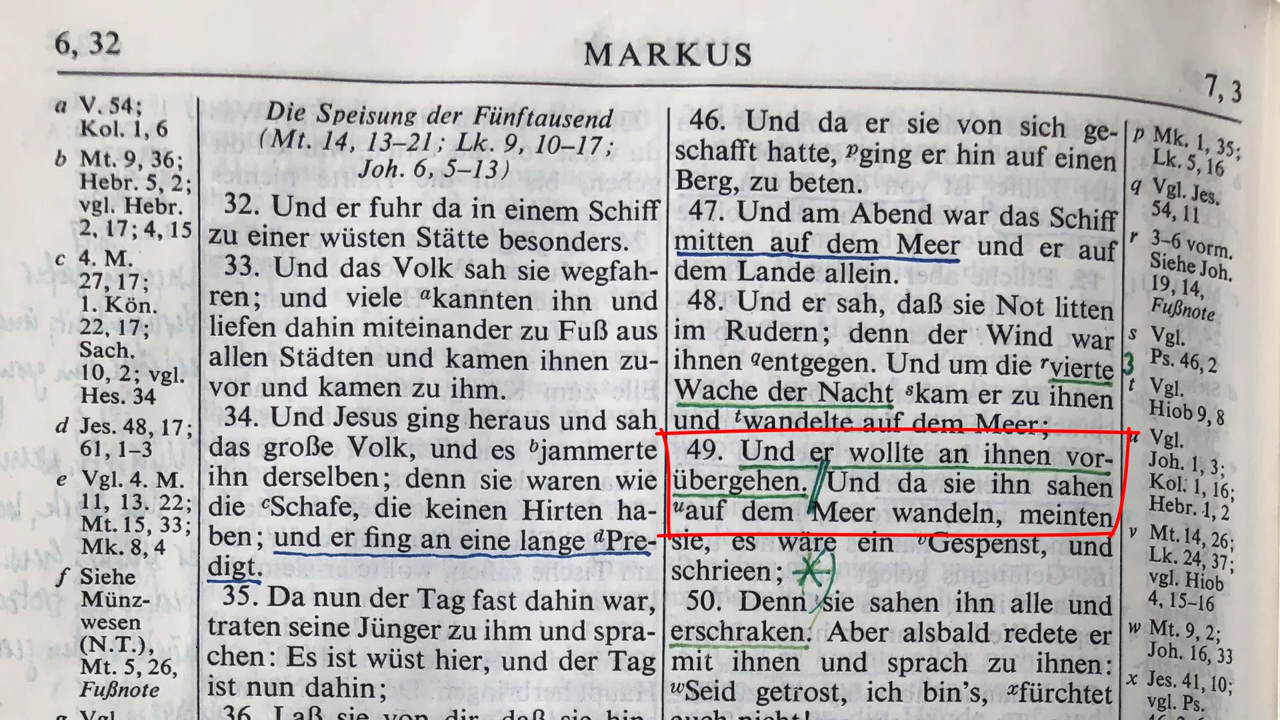 6, 32
MARKUS
7, 3
a V. 54;
Kol. 1, 6
b Mt. 9, 36;
Hebr. 5, 2;
vgl. Hebr.
2, 17; 4, 15
c 4. M.
27, 17;
1. Kön.
22, 17;
Sach.
10, 2; vgl.
Hes. 34
d Jes. 48, 17;
61, 1–3
e Vgl. 4. M.
11, 13. 22;
Mt. 15, 33;
Mk. 8, 4
f Siehe
Münz-
wesen
(N. T.),
Mt. 5, 26,
Fußnote
g Vgl.
Die Speisung der Fünftausend
(Mt. 14, 13–21; Lk. 9, 10–17;
Joh. 6, 5–13)
32. Und er fuhr da in einem Schiff
zu einer wüsten Stätte besonders.
33. Und das Volk sah sie wegfah-
ren; und viele ᵃkannten ihn und
liefen dahin miteinander zu Fuß aus
allen Städten und kamen ihnen zu-
vor und kamen zu ihm.
34. Und Jesus ging heraus und sah
das große Volk, und es ᵇjammerte
ihn derselben; denn sie waren wie
die ᶜSchafe, die keinen Hirten ha-
ben; und er fing an eine lange ᵈPre-
digt.
35. Da nun der Tag fast dahin war,
traten seine Jünger zu ihm und spra-
chen: Es ist wüst hier, und der Tag
ist nun dahin;
36. Laß sie von dir, daß sie hin-
46. Und da er sie von sich ge-
schafft hatte, ᵖging er hin auf einen
Berg, zu beten.
47. Und am Abend war das Schiff
mitten auf dem Meer und er auf
dem Lande allein.
48. Und er sah, daß sie Not litten
im Rudern; denn der Wind war
ihnen ᵠentgegen. Und um die ʳvierte
Wache der Nacht ˢkam er zu ihnen
und ᵗwandelte auf dem Meer;
49. Und er wollte an ihnen vor-
übergehen. Und da sie ihn sahen
ᵘauf dem Meer wandeln, meinten
sie, es wäre ein ᵛGespenst, und
schrieen;
50. Denn sie sahen ihn alle und
erschraken. Aber alsbald redete er
mit ihnen und sprach zu ihnen:
ʷSeid getrost, ich bin's, ˣfürchtet
euch nicht!
p Mk. 1, 35;
Lk. 5, 16
q Vgl. Jes.
54, 11
r 3–6 vorm.
Siehe Joh.
19, 14,
Fußnote
s Vgl.
Ps. 46, 2
3
t Vgl.
Hiob 9, 8
u Vgl.
Joh. 1, 3;
Kol. 1, 16;
Hebr. 1, 2
v Mt. 14, 26;
Lk. 24, 37;
vgl. Hiob
4, 15–16
w Mt. 9, 2;
Joh. 16, 33
x Jes. 41, 10;
vgl. Ps.